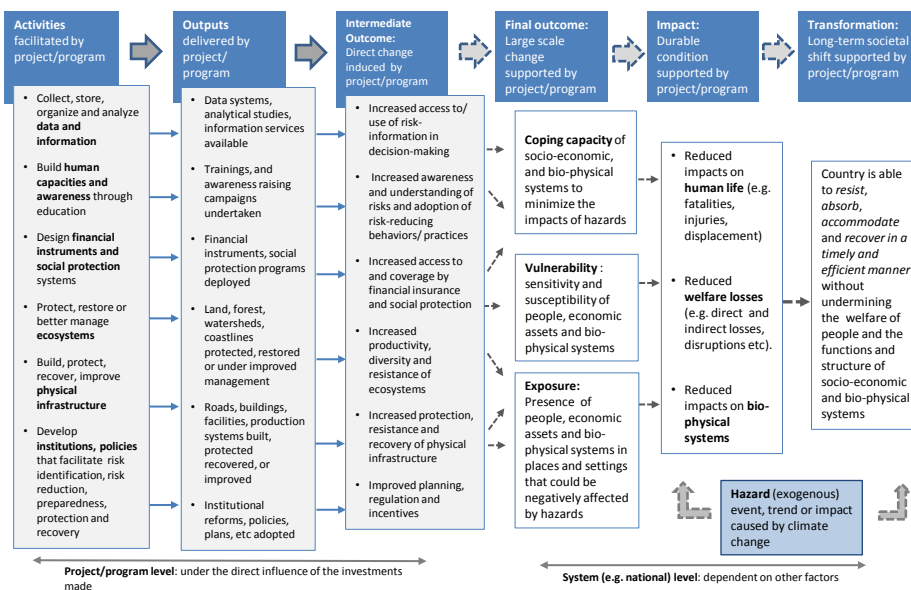 Activities
facilitated by
project/program
Outputs
delivered by
project/
program
Intermediate
Outcome:
Direct change
induced by
project/program
Final outcome:
Large scale
change
supported by
project/program
Impact:
Durable
condition
supported by
project/program
Transformation:
Long-term societal
shift supported by
project/program
• Collect, store,
organize and analyze
data and
information
• Build human
capacities and
awareness through
education
• Design financial
instruments and
social protection
systems
• Protect, restore or
better manage
ecosystems
• Build, protect,
recover, improve
physical
infrastructure
• Develop
institutions, policies
that facilitate risk
identification, risk
reduction,
preparedness,
protection and
recovery
• Data systems,
analytical studies,
information services
available
• Trainings, and
awareness raising
campaigns
undertaken
• Financial
instruments, social
protection programs
deployed
• Land, forest,
watersheds,
coastlines
protected, restored
or under improved
management
• Roads, buildings,
facilities, production
systems built,
protected
recovered, or
improved
• Institutional
reforms, policies,
plans, etc adopted
• Increased access to/
use of risk-
information in
decision-making
• Increased awareness
and understanding of
risks and adoption of
risk-reducing
behaviors/ practices
• Increased access to
and coverage by
financial insurance
and social protection
• Increased
productivity,
diversity and
resistance of
ecosystems
• Increased protection,
resistance and
recovery of physical
infrastructure
• Improved planning,
regulation and
incentives
Coping capacity of
socio-economic,
and bio-physical
systems to
minimize the
impacts of hazards
Vulnerability :
sensitivity and
susceptibility of
people, economic
assets and bio-
physical systems
Exposure:
Presence of
people, economic
assets and bio-
physical systems in
places and settings
that could be
negatively affected
by hazards
• Reduced
impacts on
human life (e.g.
fatalities,
injuries,
displacement)
• Reduced
welfare losses
(e.g. direct and
indirect losses,
disruptions etc).
• Reduced
impacts on bio-
physical
systems
Country is able
to resist,
absorb,
accommodate
and recover in a
timely and
efficient manner
without
undermining
the welfare of
people and the
functions and
structure of
socio-economic
and bio-physical
systems
Hazard (exogenous)
event, trend or impact
caused by climate
change
Project/program level: under the direct influence of the investments
made
System (e.g. national) level: dependent on other factors